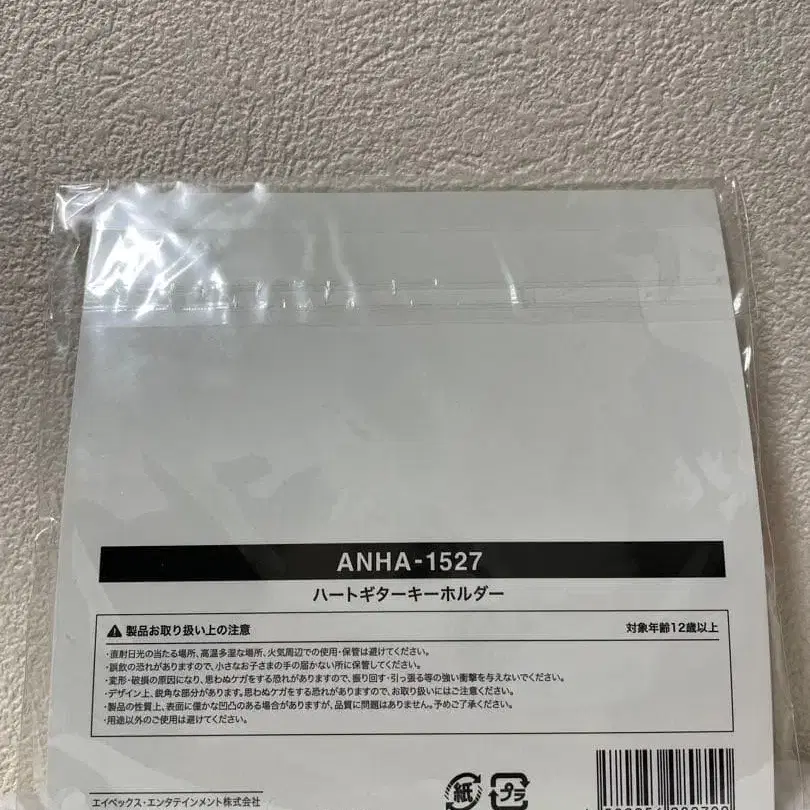 ANHA-1527
ハートギターキーホルダー
⚠ 製品お取り扱い上の注意 対象年齢12歳以上
・直射日光の当たる場所、高温多湿な場所、火気周辺での使用・保管は避けてください。
・誤飲の恐れがありますので、小さなお子さまの手の届かない所に保管してください。
・変形・破損の原因になり、思わぬケガをする恐れがありますので、振り回す・引っ張る等の強い衝撃を与えないでください。
・デザイン上、鋭角な部分があります。思わぬケガをする恐れがありますので、お取り扱いにはご注意ください。
・製品の性質上、表面に僅かな凹凸のある場合がありますが、品質に問題はありません。予めご了承ください。
・用途以外のご使用は避けてください。
エイベックス・エンタテインメント株式会社
紙 プラ